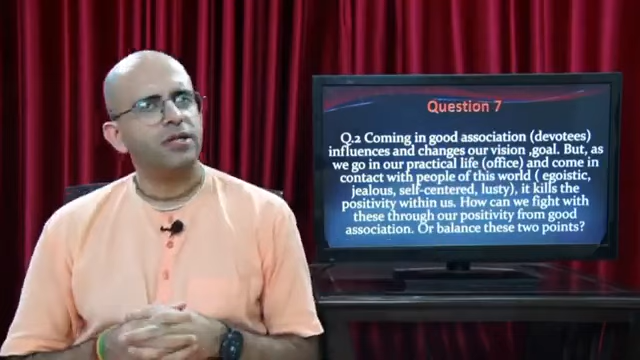 Question 7
Q.2 Coming in good association (devotees)
influences and changes our vision ,goal. But, as
we go in our practical life (office) and come in
contact with people of this world ( egoistic,
jealous, self-centered, lusty), it kills the
positivity within us. How can we fight with
these through our positivity from good
association. Or balance these two points?